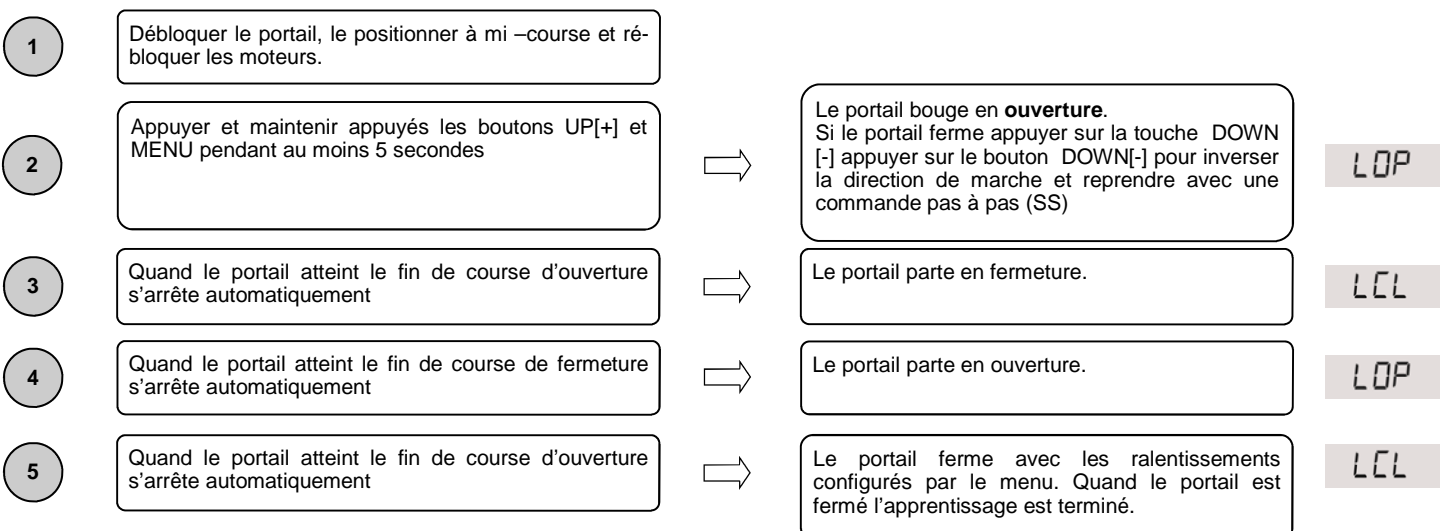 1
Débloquer le portail, le positionner à mi –course et ré-
bloquer les moteurs.
2
Appuyer et maintenir appuyés les boutons UP[+] et
MENU pendant au moins 5 secondes
Le portail bouge en ouverture.
Si le portail ferme appuyer sur la touche DOWN
[-] appuyer sur le bouton DOWN[-] pour inverser
la direction de marche et reprendre avec une
commande pas à pas (SS)
LOP
3
Quand le portail atteint le fin de course d’ouverture
s’arrête automatiquement
Le portail parte en fermeture.
LCL
4
Quand le portail atteint le fin de course de fermeture
s’arrête automatiquement
Le portail parte en ouverture.
LOP
5
Quand le portail atteint le fin de course d’ouverture
s’arrête automatiquement
Le portail ferme avec les ralentissements
configurés par le menu. Quand le portail est
fermé l’apprentissage est terminé.
LCL